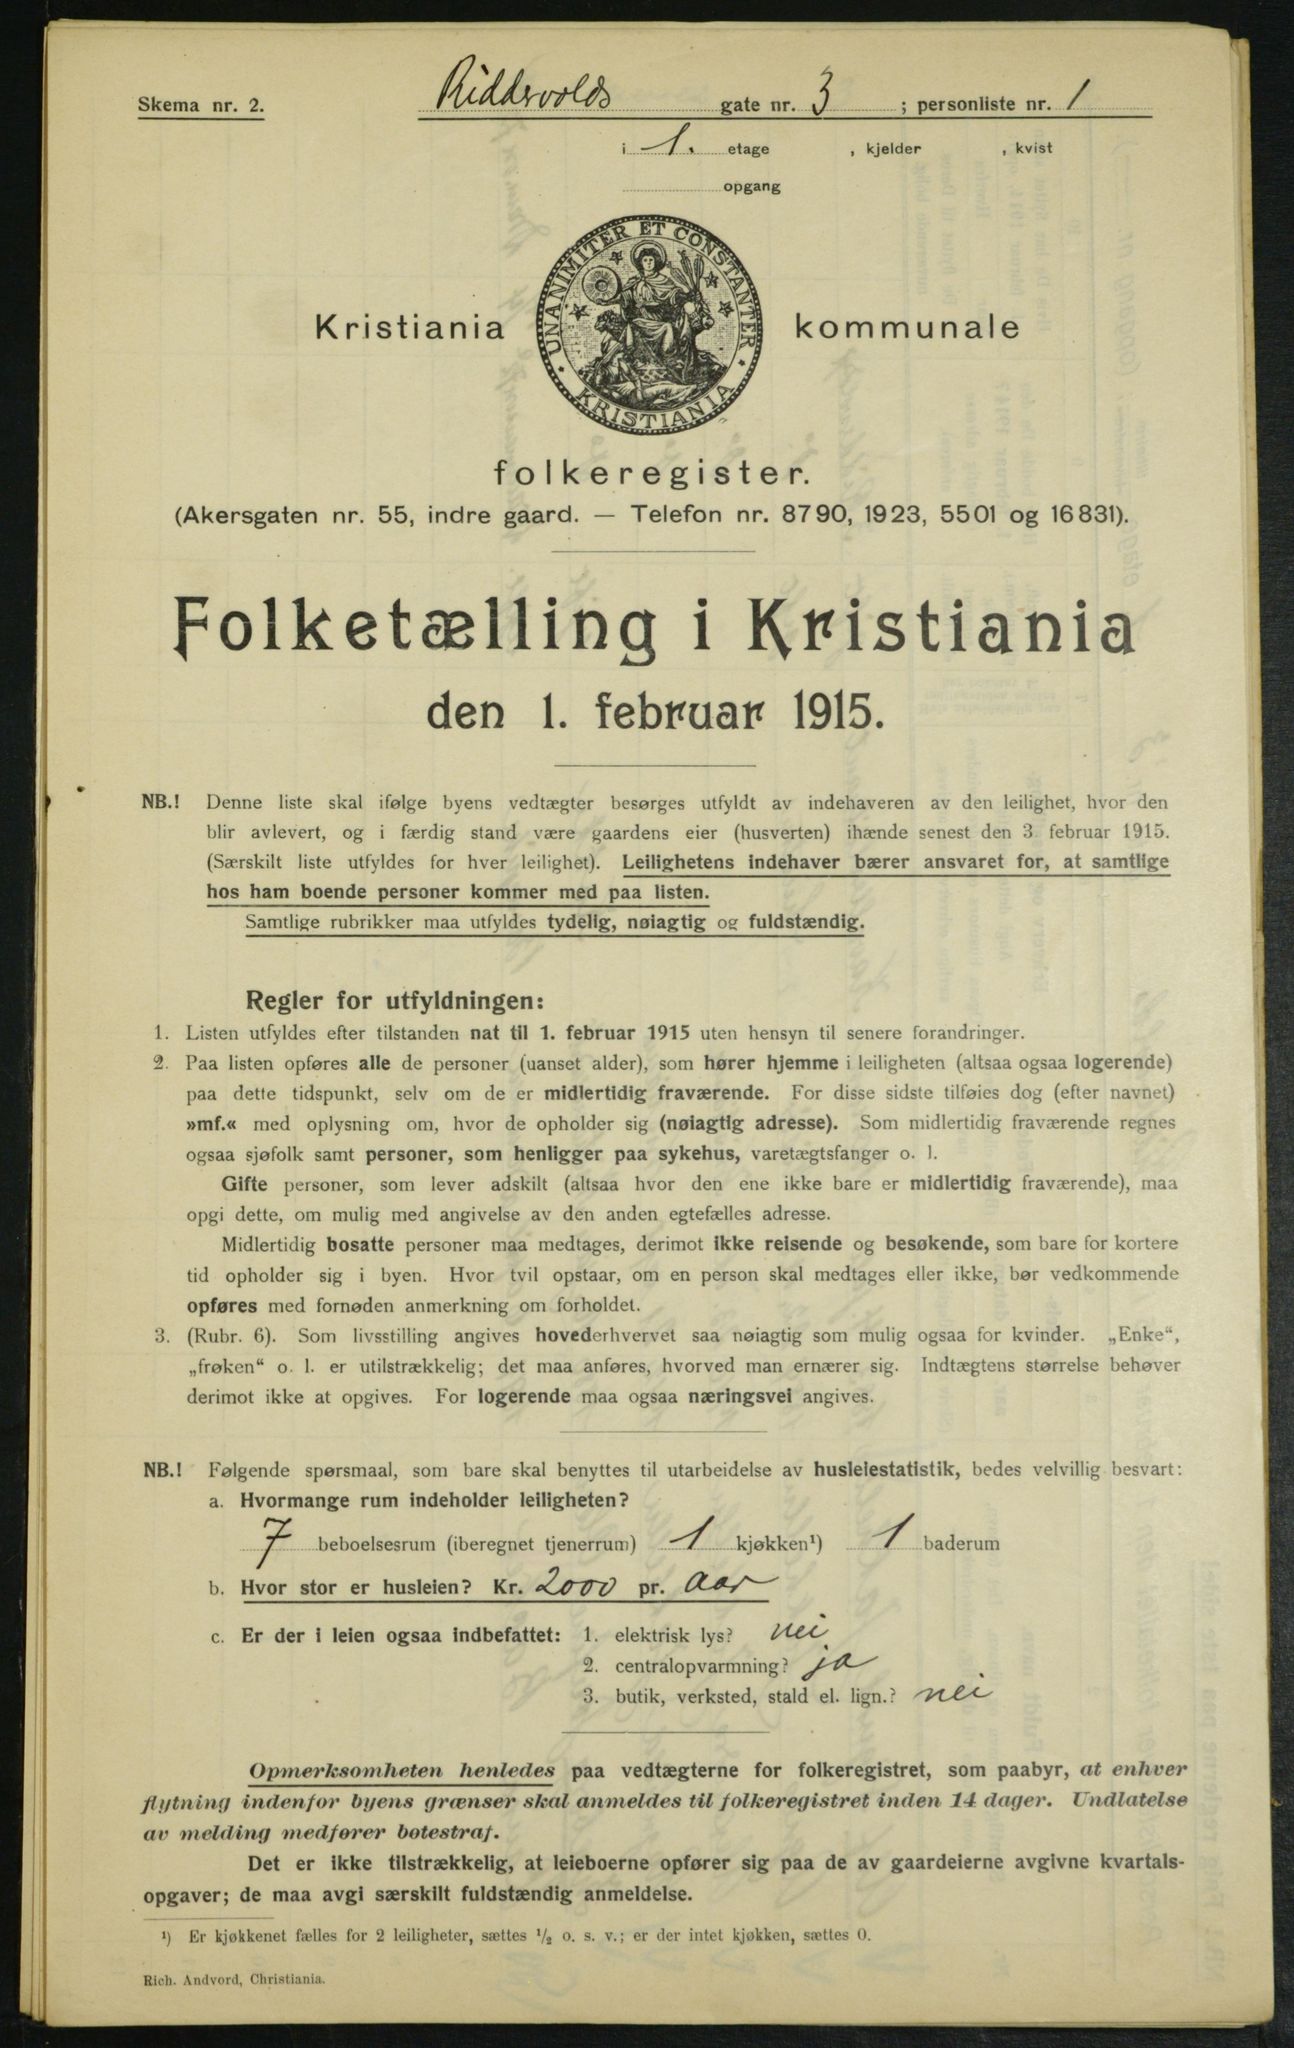 Skema nr. 2.
Riddervolds gate nr. 3 ; personliste nr. 1
i 1. etage , kjelder , kvist
opgang
UNANIMITER ET CONSTANTER
KRISTIANIA
Kristiania kommunale
folkeregister.
(Akersgaten nr. 55, indre gaard. — Telefon nr. 8790, 1923, 5501 og 16831).
Folketælling i Kristiania
den 1. februar 1915.
NB.! Denne liste skal ifølge byens vedtægter besørges utfyldt av indehaveren av den leilighet, hvor den
blir avlevert, og i færdig stand være gaardens eier (husverten) ihænde senest den 3. februar 1915.
(Særskilt liste utfyldes for hver leilighet). Leilighetens indehaver bærer ansvaret for, at samtlige
hos ham boende personer kommer med paa listen.
Samtlige rubrikker maa utfyldes tydelig, nøiagtig og fuldstændig.
Regler for utfyldningen:
1. Listen utfyldes efter tilstanden nat til 1. februar 1915 uten hensyn til senere forandringer.
2. Paa listen opføres alle de personer (uanset alder), som hører hjemme i leiligheten (altsaa ogsaa logerende)
paa dette tidspunkt, selv om de er midlertidig fraværende. For disse sidste tilføies dog (efter navnet)
»mf.« med oplysning om, hvor de opholder sig (nøiagtig adresse). Som midlertidig fraværende regnes
ogsaa sjøfolk samt personer, som henligger paa sykehus, varetægtsfanger o. l.
Gifte personer, som lever adskilt (altsaa hvor den ene ikke bare er midlertidig fraværende), maa
opgi dette, om mulig med angivelse av den anden egtefælles adresse.
Midlertidig bosatte personer maa medtages, derimot ikke reisende og besøkende, som bare for kortere
tid opholder sig i byen. Hvor tvil opstaar, om en person skal medtages eller ikke, bør vedkommende
opføres med fornøden anmerkning om forholdet.
3. (Rubr. 6). Som livsstilling angives hovederhvervet saa nøiagtig som mulig ogsaa for kvinder. „Enke“,
„frøken“ o. l. er utilstrækkelig; det maa anføres, hvorved man ernærer sig. Indtægtens størrelse behøver
derimot ikke at opgives. For logerende maa ogsaa næringsvei angives.
NB.! Følgende spørsmaal, som bare skal benyttes til utarbeidelse av husleiestatistik, bedes velvillig besvart:
a. Hvormange rum indeholder leiligheten?
7 beboelsesrum (iberegnet tjenerrum) 1 kjøkken¹) 1 baderum
b. Hvor stor er husleien? Kr. 2000 pr. Aar
c. Er der i leien ogsaa indbefattet: 1. elektrisk lys? nei
2. centralopvarmning? ja
3. butik, verksted, stald el. lign.? nei
Opmerksomheten henledes paa vedtægterne for folkeregistret, som paabyr, at enhver
flytning indenfor byens grænser skal anmeldes til folkeregistret inden 14 dager. Undlatelse
av melding medfører botestraf.
Det er ikke tilstrækkelig, at leieboerne opfører sig paa de av gaardeierne avgivne kvartals-
opgaver; de maa avgi særskilt fuldstændig anmeldelse.
¹) Er kjøkkenet fælles for 2 leiligheter, sættes ½ o. s. v.; er der intet kjøkken, sættes 0.
Rich. Andvord, Christiania.